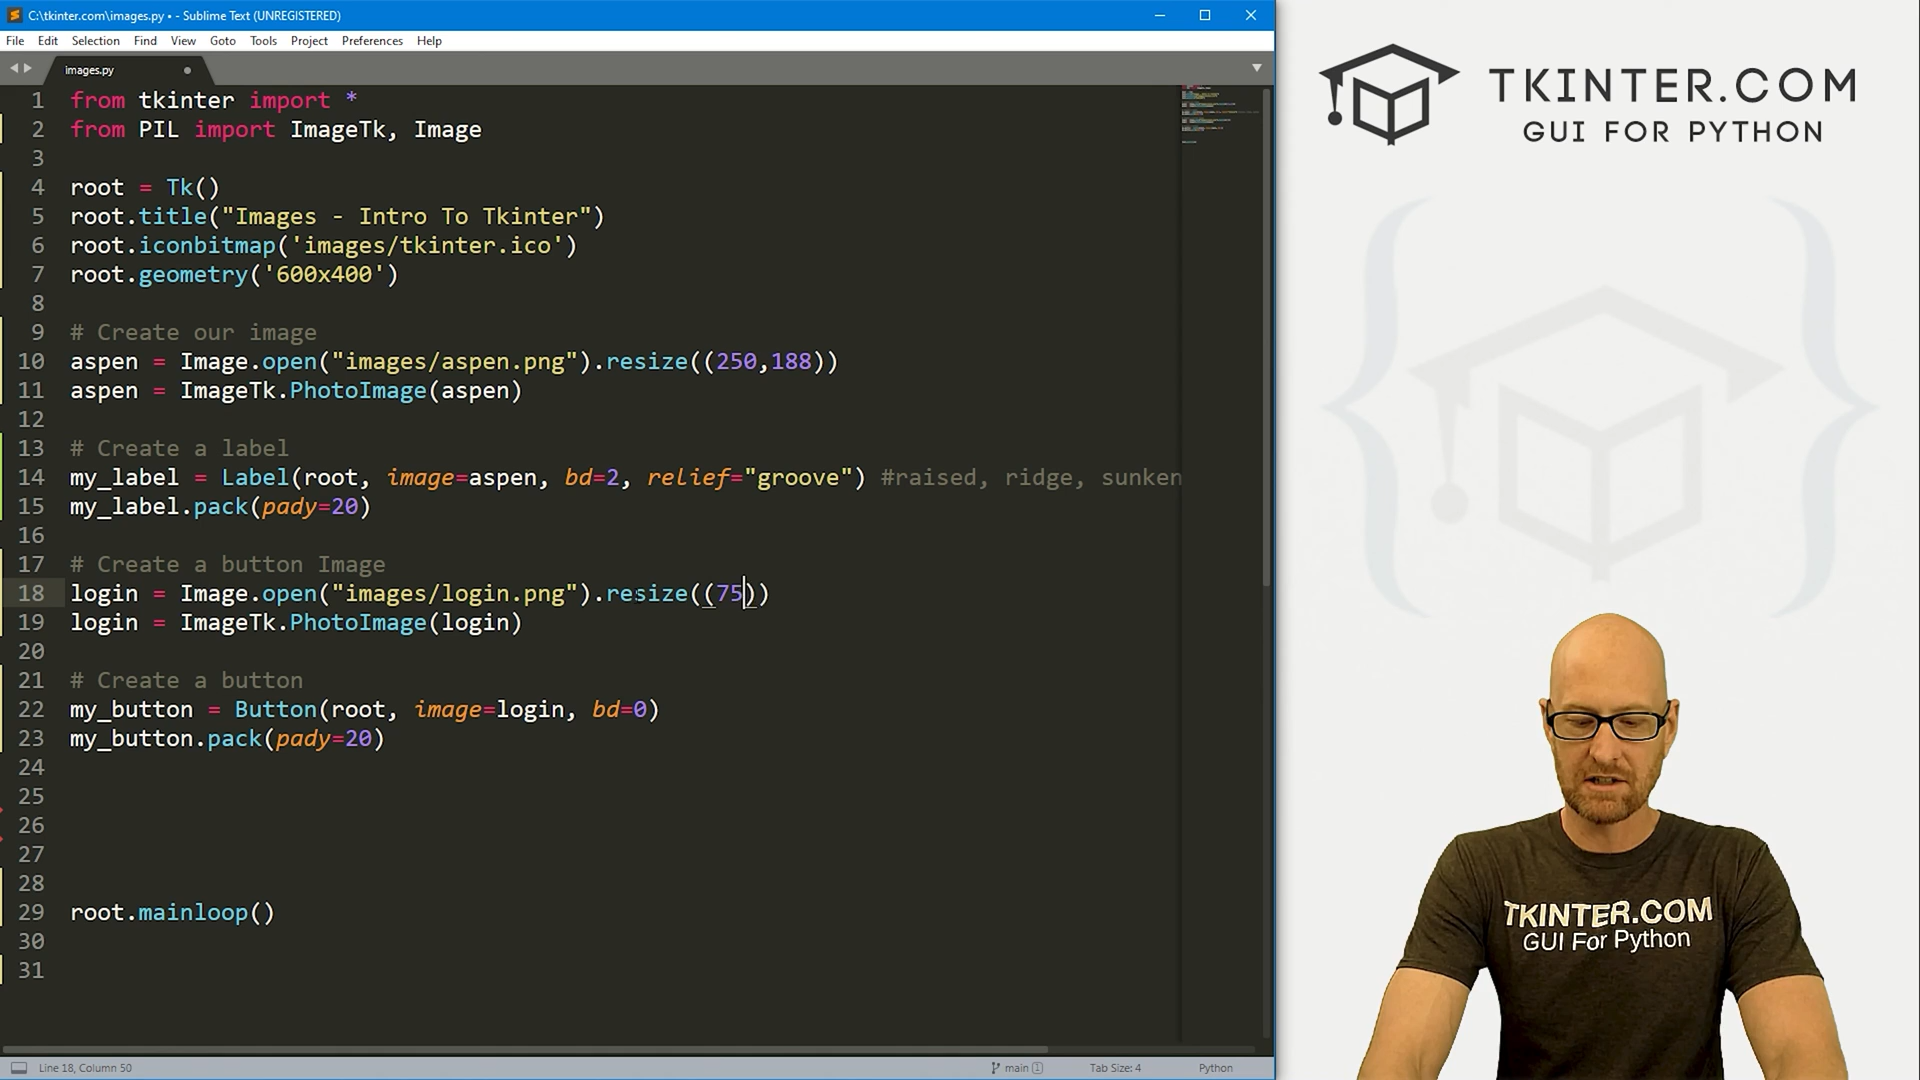 C:\tkinter.com\images.py • - Sublime Text (UNREGISTERED)
File Edit Selection Find View Goto Tools Project Preferences Help
images.py
1 from tkinter import *
2 from PIL import ImageTk, Image
3
4 root = Tk()
5 root.title("Images - Intro To Tkinter")
6 root.iconbitmap('images/tkinter.ico')
7 root.geometry('600x400')
8
9 # Create our image
10 aspen = Image.open("images/aspen.png").resize((250,188))
11 aspen = ImageTk.PhotoImage(aspen)
12
13 # Create a label
14 my_label = Label(root, image=aspen, bd=2, relief="groove") #raised, ridge, sunken
15 my_label.pack(pady=20)
16
17 # Create a button Image
18 login = Image.open("images/login.png").resize((75))
19 login = ImageTk.PhotoImage(login)
20
21 # Create a button
22 my_button = Button(root, image=login, bd=0)
23 my_button.pack(pady=20)
24
25
26
27
28
29 root.mainloop()
30
31
Line 18, Column 50 main 1 Tab Size: 4 Python
TKINTER.COM
GUI FOR PYTHON
TKINTER.COM
GUI For Python